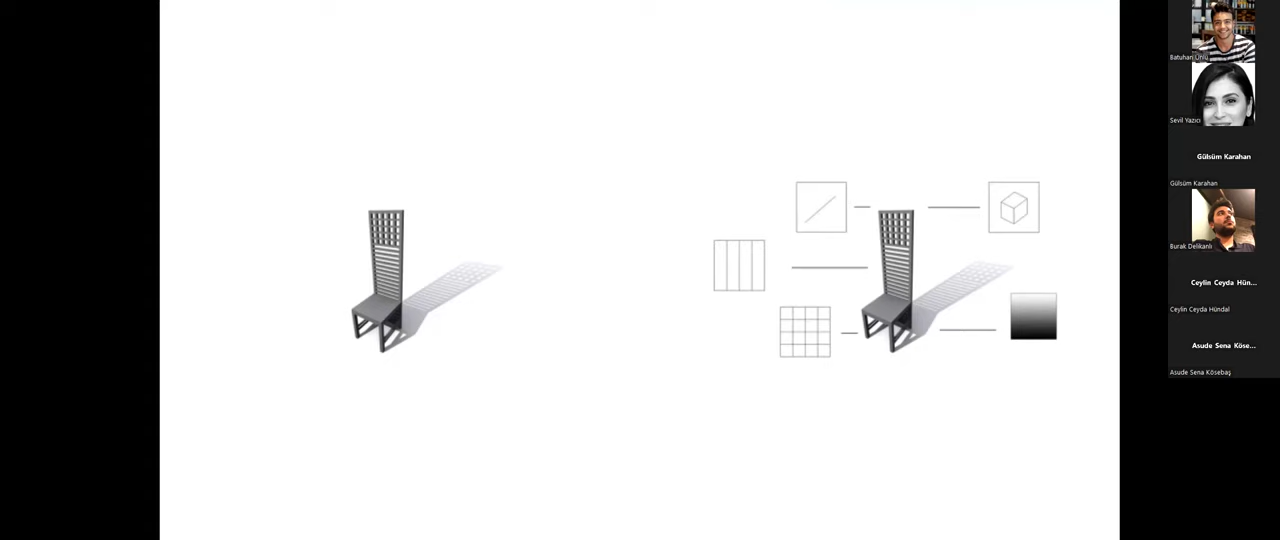 Batuhan Ünlü
Sevil Yazıcı
Gülsüm Karahan
Gülsüm Karahan
Burak Delikanlı
Ceylin Ceyda Hün...
Ceylin Ceyda Hündal
Asude Sena Köse...
Asude Sena Kösebaş